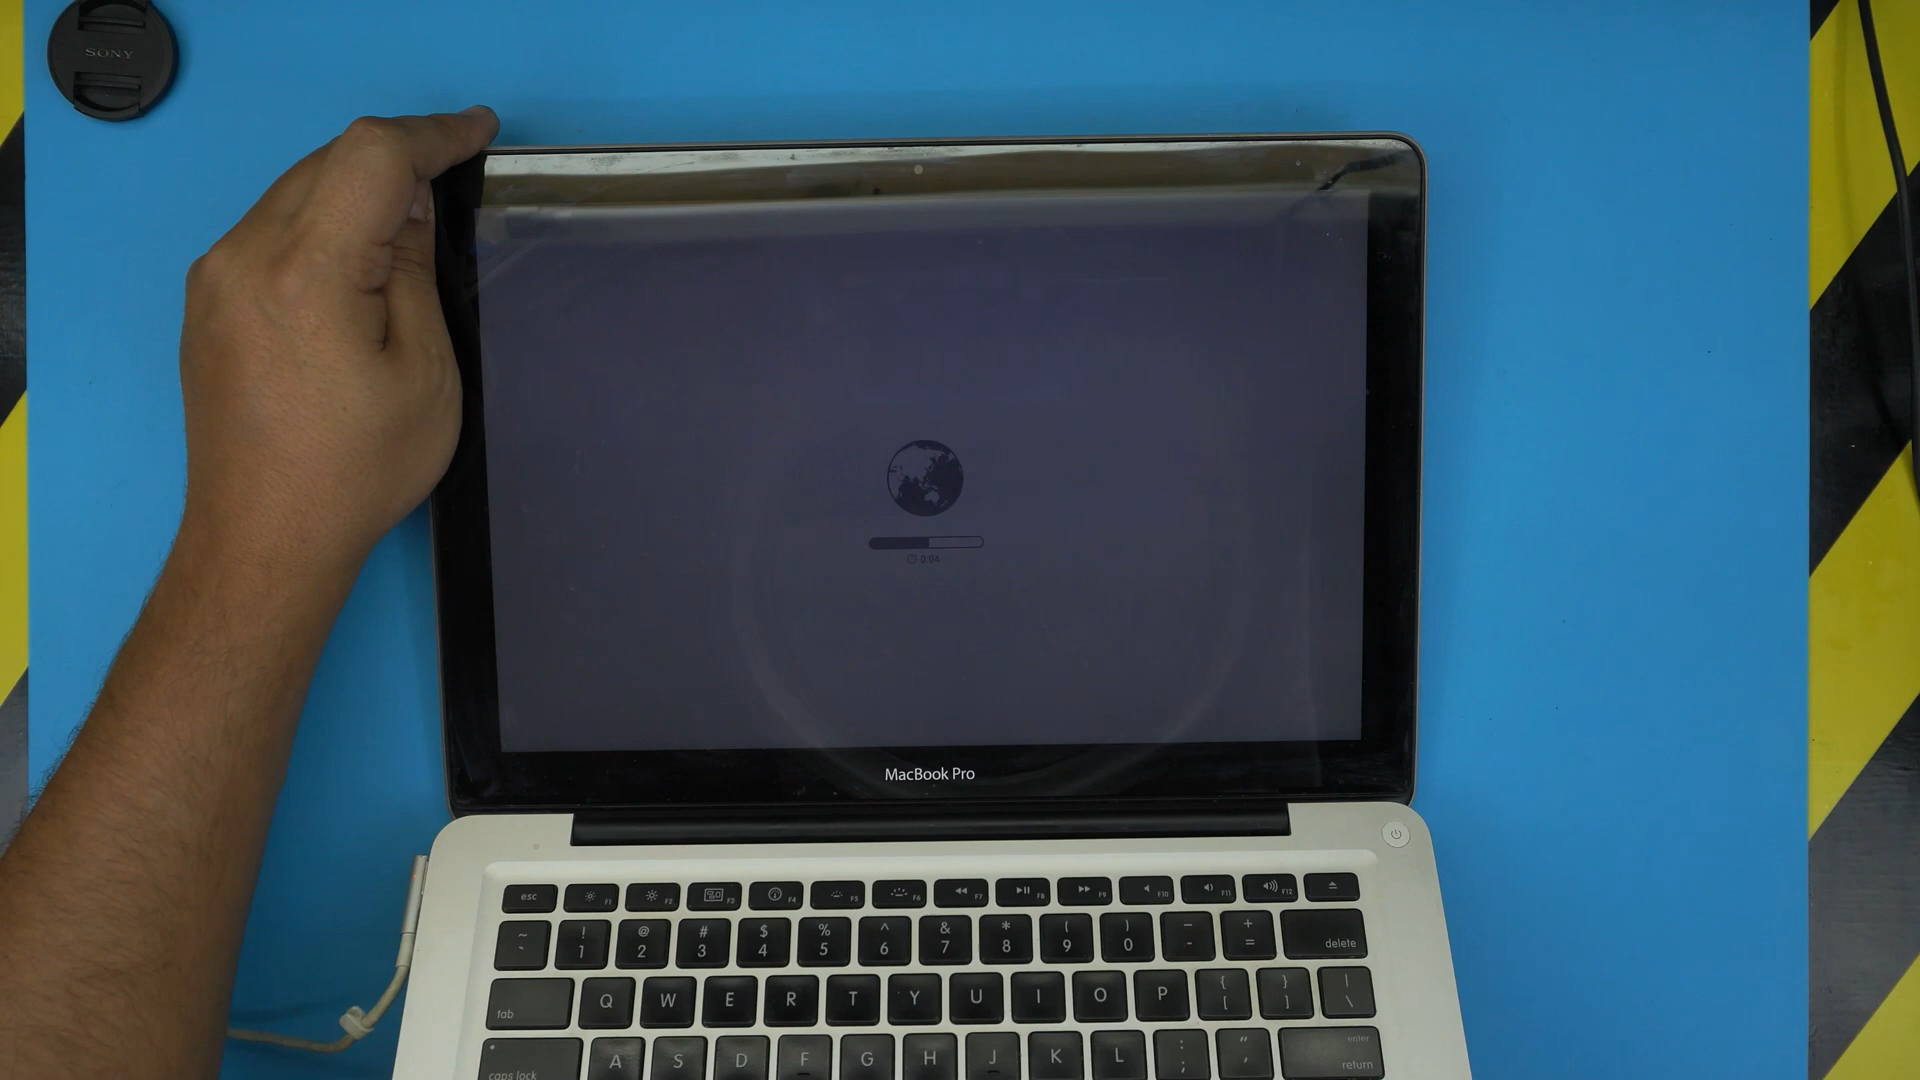 SONY
0:04
MacBook Pro
esc F1 F2 F3 F4 F5 F6 F7 F8 F9 F10 F11 F12
~ ` ! 1 @ 2 # 3 $ 4 % 5 ^ 6 & 7 * 8 ( 9 ) 0 – - + = delete
tab Q W E R T Y U I O P { [ } ] | \
caps lock A S D F G H J K L : ; " ' enter return